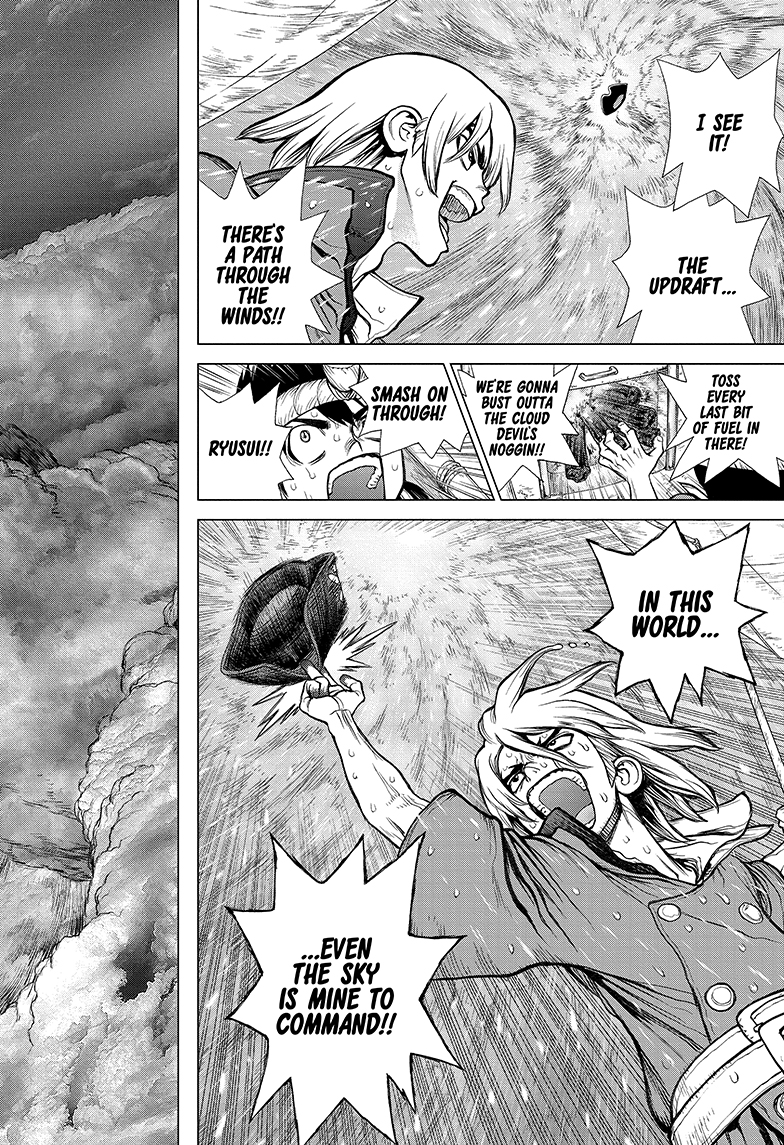 I SEE
IT!
THE
UPDRAFT...
THERE'S
A PATH
THROUGH
THE
WINDS!!
TOSS
EVERY
LAST BIT
OF FUEL IN
THERE!
WE'RE GONNA
BUST OUTTA
THE CLOUD
DEVIL'S
NOGGIN!!
SMASH ON
THROUGH!
RYUSUI!!
IN THIS
WORLD...
...EVEN
THE SKY
IS MINE TO
COMMAND!!